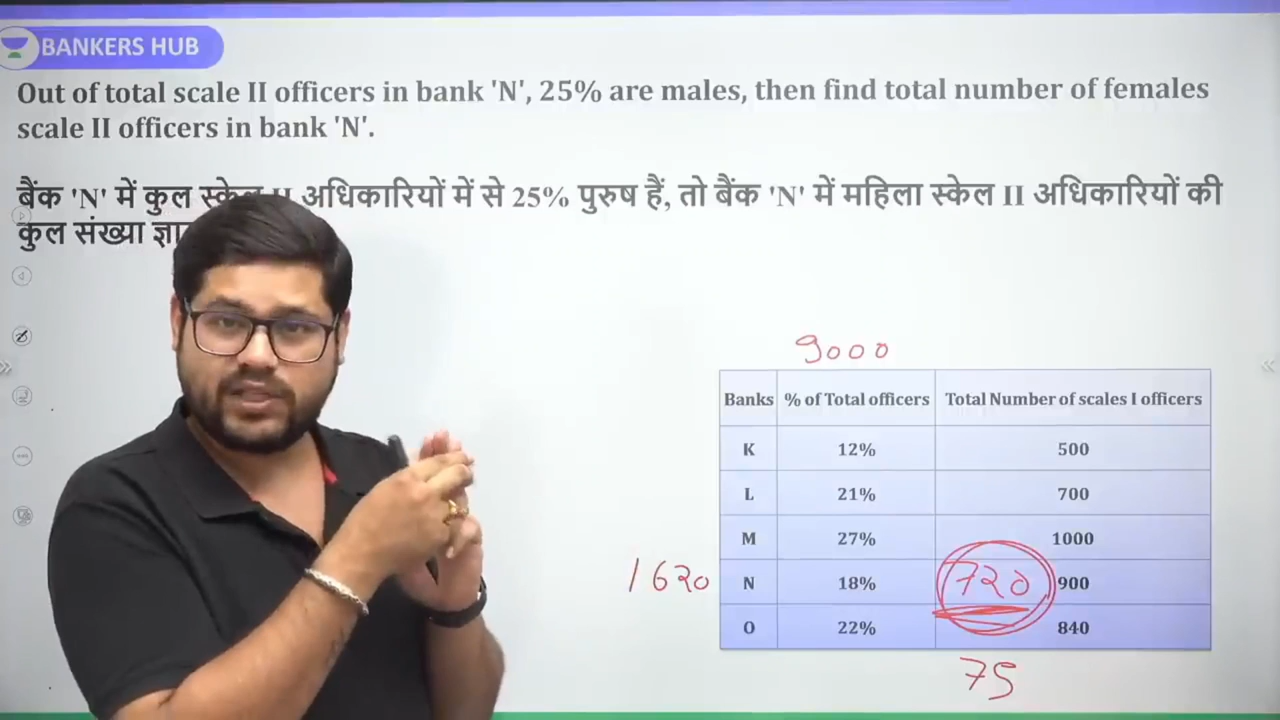 BANKERS HUB
Out of total scale II officers in bank 'N', 25% are males, then find total number of females
scale II officers in bank 'N'.
बैंक 'N' में कुल स्केल II अधिकारियों में से 25% पुरुष हैं, तो बैंक 'N' में महिला स्केल II अधिकारियों की
कुल संख्या
9000
Banks % of Total officers Total Number of scales I officers
K 12% 500
L 21% 700
M 27% 1000
1620 N 18% 720 900
O 22% 840
75